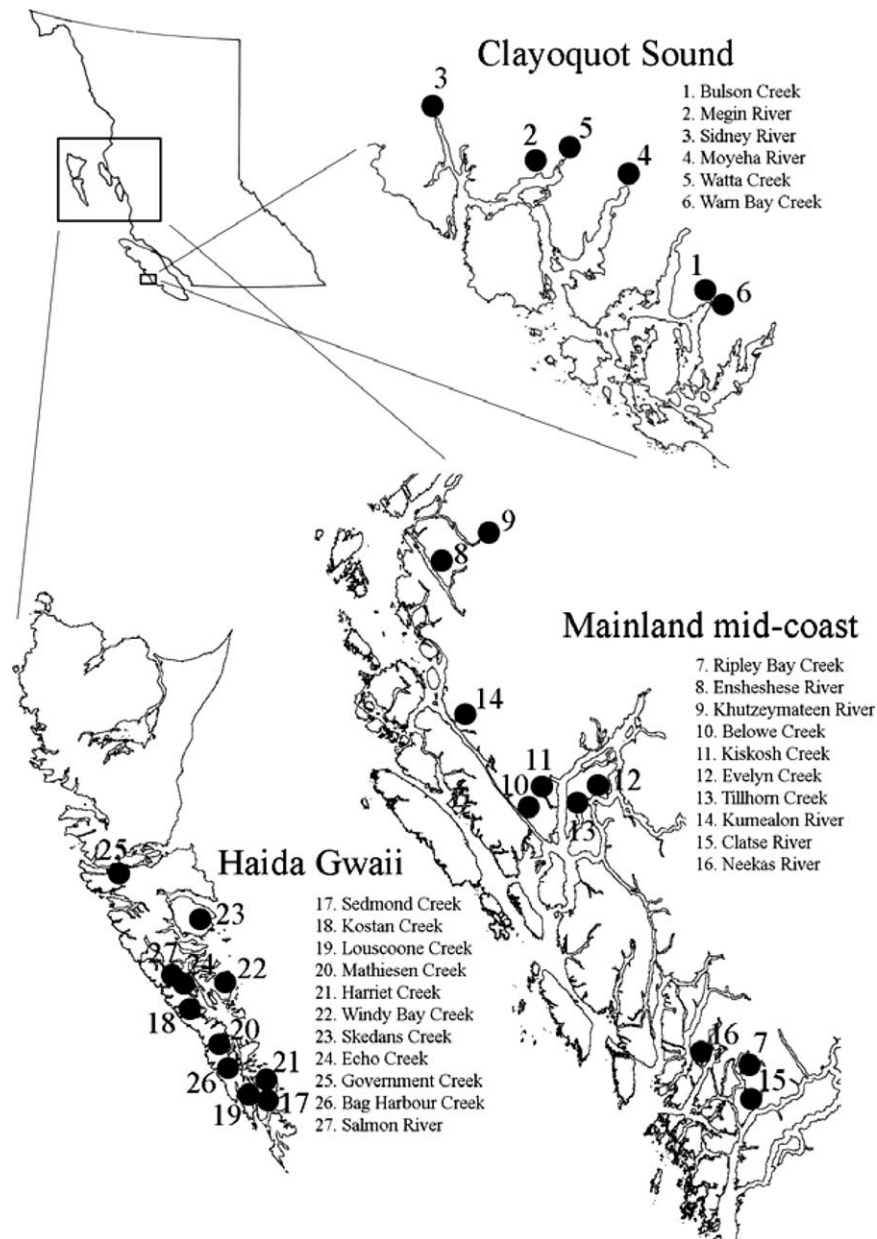 Clayoquot Sound
1. Bulson Creek
2. Megin River
3. Sidney River
4. Moyeha River
5. Watta Creek
6. Warn Bay Creek
3
2
5
4
1
6
Mainland mid-coast
7. Ripley Bay Creek
8. Ensheshese River
9. Khutzeymateen River
10. Belowe Creek
11. Kiskosh Creek
12. Evelyn Creek
13. Tillhorn Creek
14. Kumealon River
15. Clatse River
16. Neekas River
9
8
14
11
10
12
13
16
7
15
Haida Gwaii
17. Sedmond Creek
18. Kostan Creek
19. Louscoone Creek
20. Mathiesen Creek
21. Harriet Creek
22. Windy Bay Creek
23. Skedans Creek
24. Echo Creek
25. Government Creek
26. Bag Harbour Creek
27. Salmon River
25
23
27
24
22
18
20
26
21
19
17